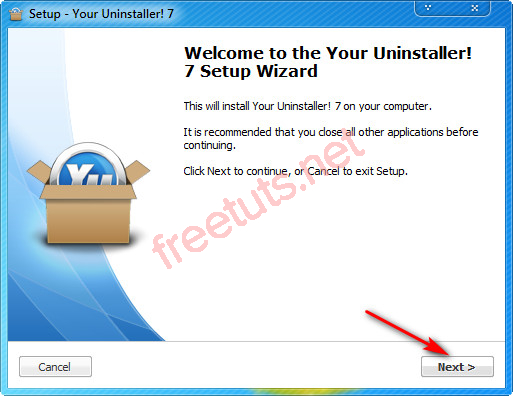 Setup - Your Uninstaller! 7
Welcome to the Your Uninstaller!
7 Setup Wizard
This will install Your Uninstaller! 7 on your computer.
It is recommended that you close all other applications before
continuing.
Click Next to continue, or Cancel to exit Setup.
YU
freetuts.net
Cancel
Next >